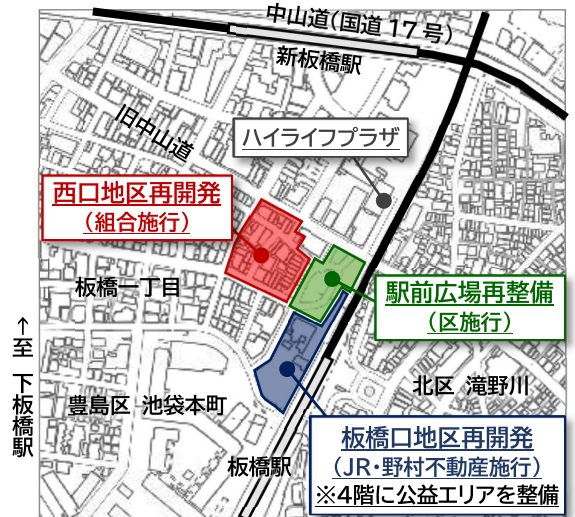 中山道(国道17号)
新板橋駅
旧中山道
ハイライフプラザ
西口地区再開発
(組合施行)
板橋一丁目
駅前広場再整備
(区施行)
←至 下板橋駅
北区 滝野川
豊島区 池袋本町
板橋駅
板橋口地区再開発
(JR・野村不動産施行)
※4階に公益エリアを整備